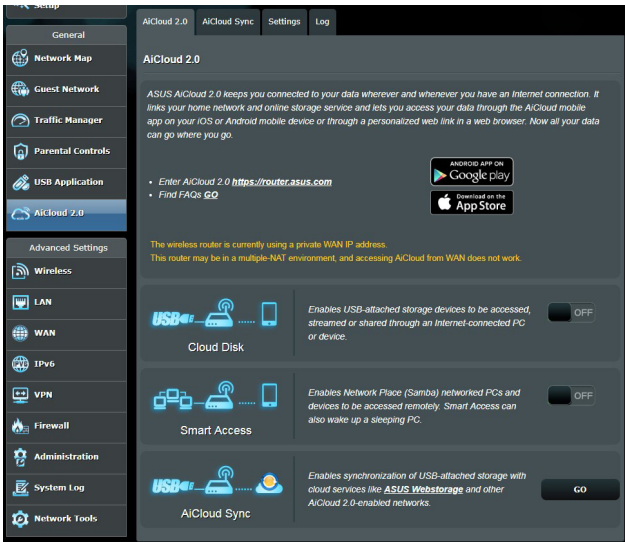 Setup
General
Network Map
Guest Network
Traffic Manager
Parental Controls
USB Application
AiCloud 2.0
Advanced Settings
Wireless
LAN
WAN
IPv6
VPN
Firewall
Administration
System Log
Network Tools
AiCloud 2.0 AiCloud Sync Settings Log
AiCloud 2.0
ASUS AiCloud 2.0 keeps you connected to your data wherever and whenever you have an Internet connection. It
links your home network and online storage service and lets you access your data through the AiCloud mobile
app on your iOS or Android mobile device or through a personalized web link in a web browser. Now all your data
can go where you go.
• Enter AiCloud 2.0 https://router.asus.com
• Find FAQs GO
ANDROID APP ON
Google play
Download on the
App Store
The wireless router is currently using a private WAN IP address.
This router may be in a multiple-NAT environment, and accessing AiCloud from WAN does not work.
USB
Cloud Disk
Enables USB-attached storage devices to be accessed,
streamed or shared through an Internet-connected PC
or device.
OFF
Smart Access
Enables Network Place (Samba) networked PCs and
devices to be accessed remotely. Smart Access can
also wake up a sleeping PC.
OFF
USB
AiCloud Sync
Enables synchronization of USB-attached storage with
cloud services like ASUS Webstorage and other
AiCloud 2.0-enabled networks.
GO